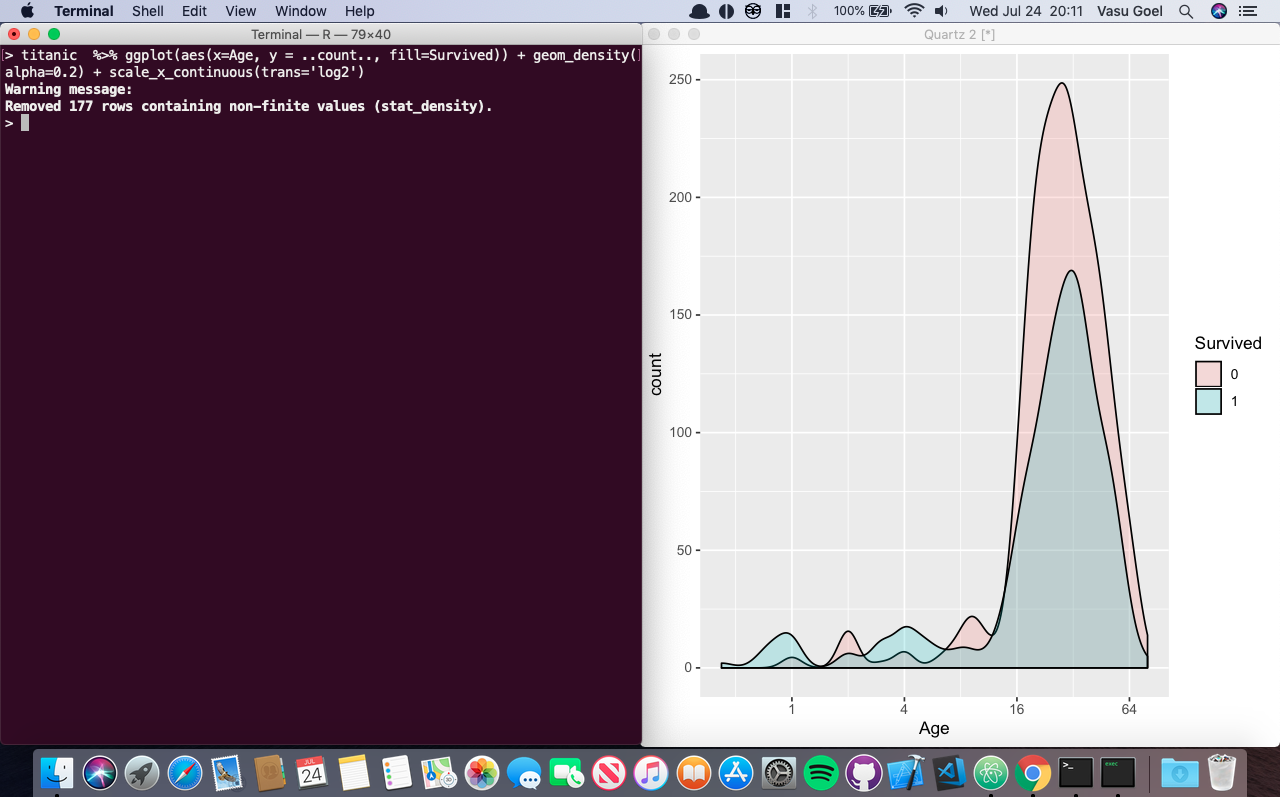 Terminal Shell Edit View Window Help 100% Wed Jul 24 20:11 Vasu Goel
Terminal — R — 79×40
[> titanic  %>% ggplot(aes(x=Age, y = ..count.., fill=Survived)) + geom_density(]
alpha=0.2) + scale_x_continuous(trans='log2')
Warning message:
Removed 177 rows containing non-finite values (stat_density).
>
Quartz 2 [*]
250
200
150
100
50
0
count
1 4 16 64
Age
Survived
0
1
JUL
24
>_
exec